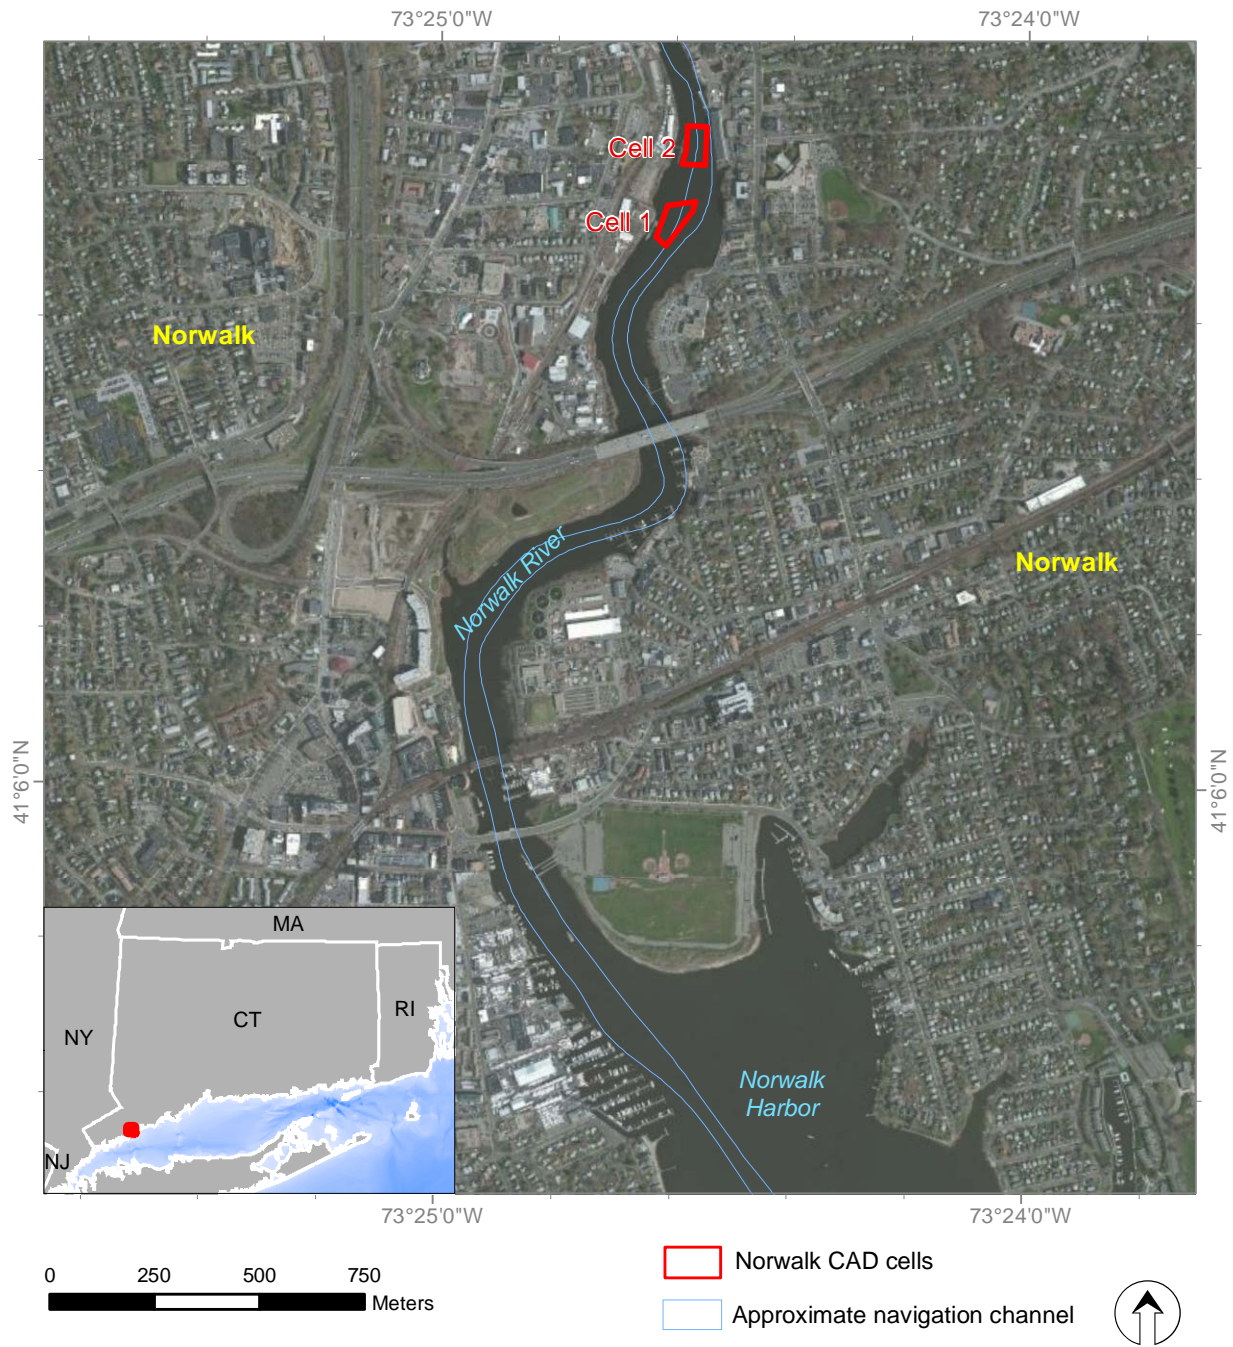 73°25'0"W
73°24'0"W
Cell 2
Cell 1
Norwalk
Norwalk River
Norwalk
41°6'0"N
41°6'0"N
MA
NY
CT
RI
NJ
Norwalk
Harbor
73°25'0"W
73°24'0"W
0 250 500 750
Meters
Norwalk CAD cells
Approximate navigation channel